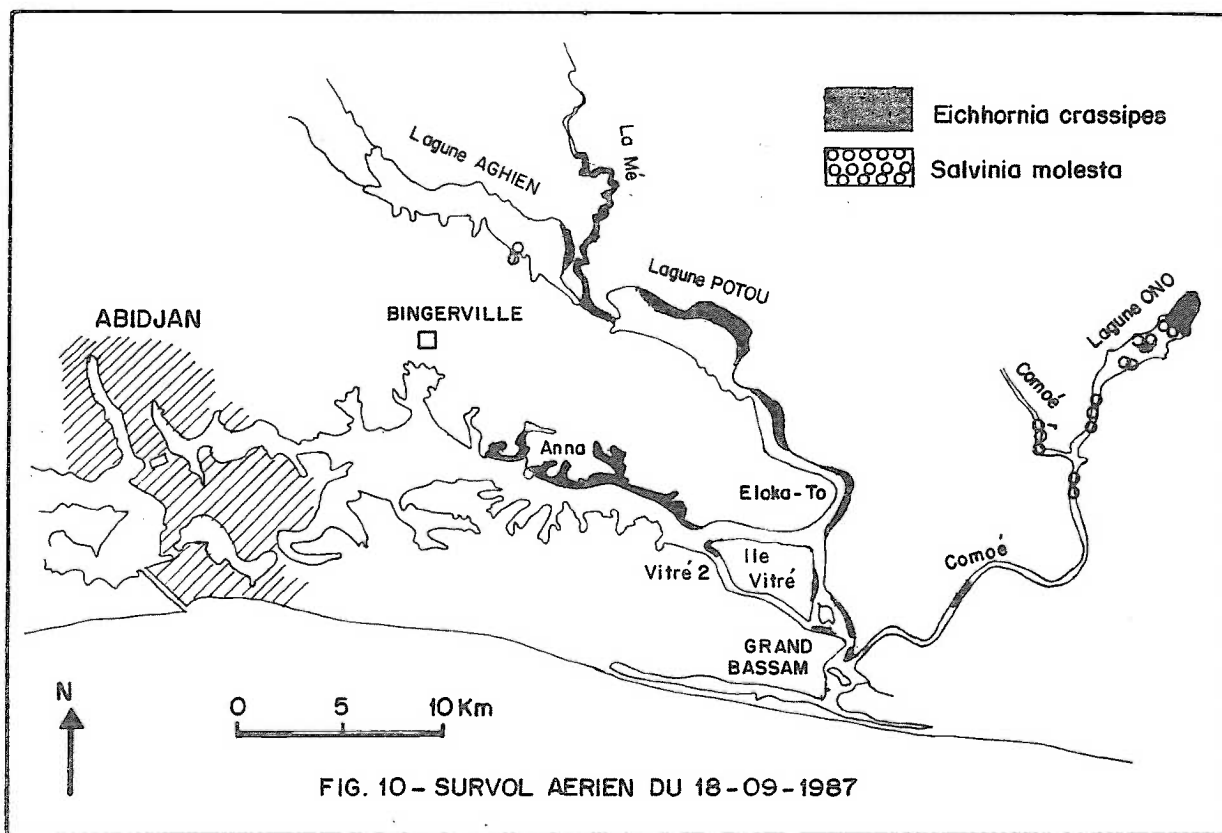 Eichhornia crassipes
Salvinia molesta
Lagune AGHIEN
La Mé
Lagune POTOU
Lagune ONO
ABIDJAN
BINGERVILLE
Comoé
Anna
Eloka-To
Vitré 2
Ile
Vitré
Comoé
GRAND
BASSAM
N
0 5 10 Km
FIG. 10 - SURVOL AERIEN DU 18-09-1987